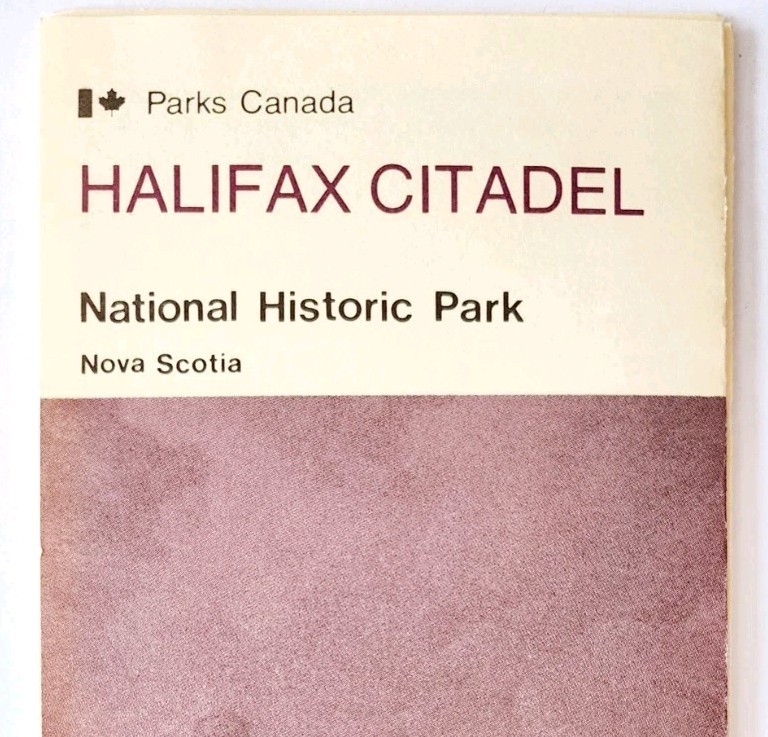 Parks Canada
HALIFAX CITADEL
National Historic Park
Nova Scotia